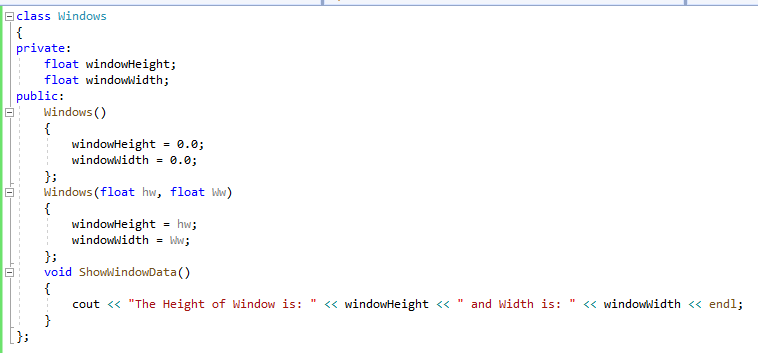 class Windows
{
private:
    float windowHeight;
    float windowWidth;
public:
    Windows()
    {
        windowHeight = 0.0;
        windowWidth = 0.0;
    };
    Windows(float hw, float Ww)
    {
        windowHeight = hw;
        windowWidth = Ww;
    };
    void ShowWindowData()
    {
        cout << "The Height of Window is: " << windowHeight << " and Width is: " << windowWidth << endl;
    }
};